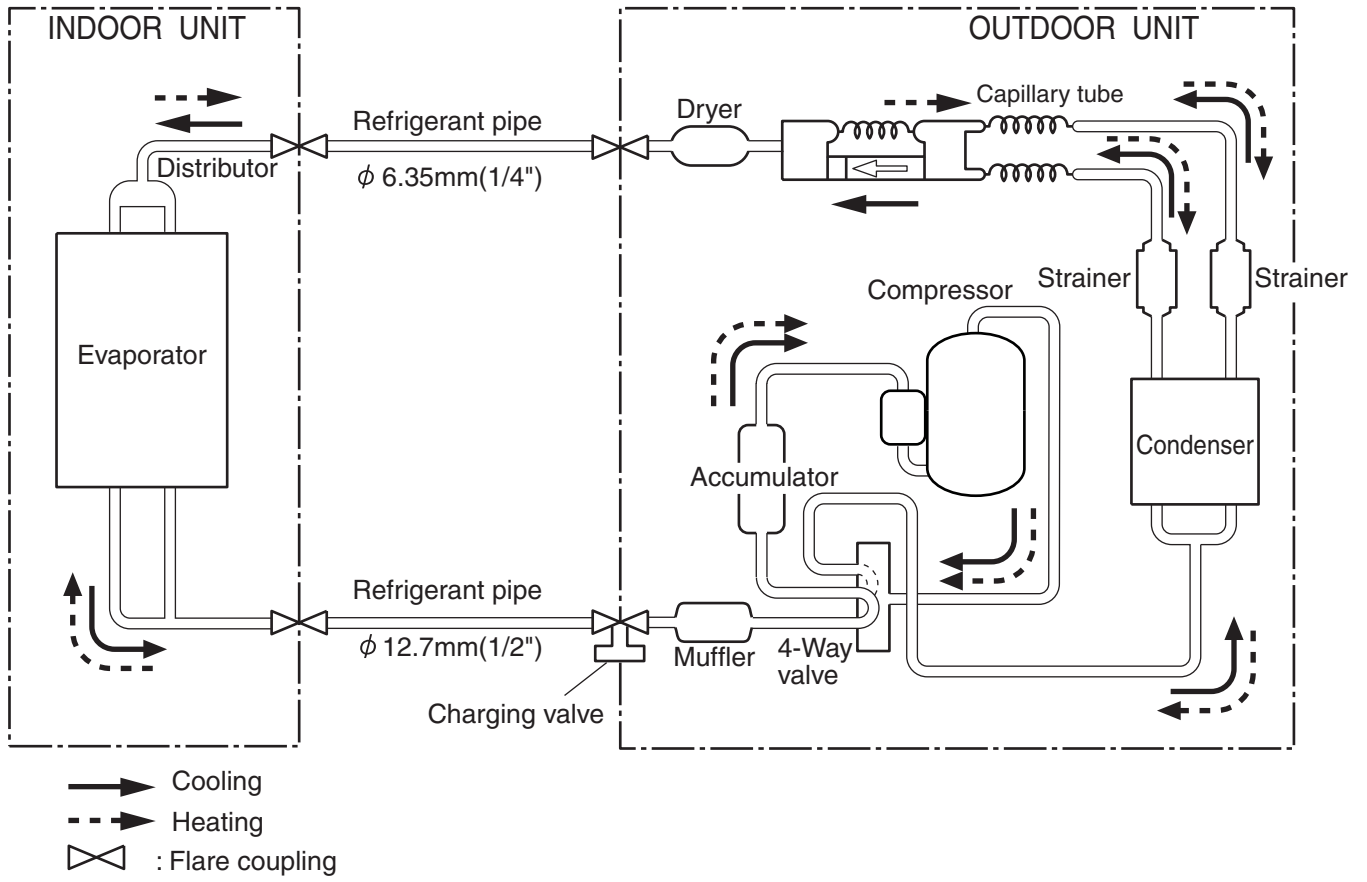 INDOOR UNIT
OUTDOOR UNIT
Capillary tube
Dryer
Refrigerant pipe
Distributor
ϕ 6.35mm(1/4")
Strainer
Strainer
Compressor
Evaporator
Condenser
Accumulator
Refrigerant pipe
ϕ 12.7mm(1/2")
Muffler
4-Way
valve
Charging valve
Cooling
Heating
: Flare coupling